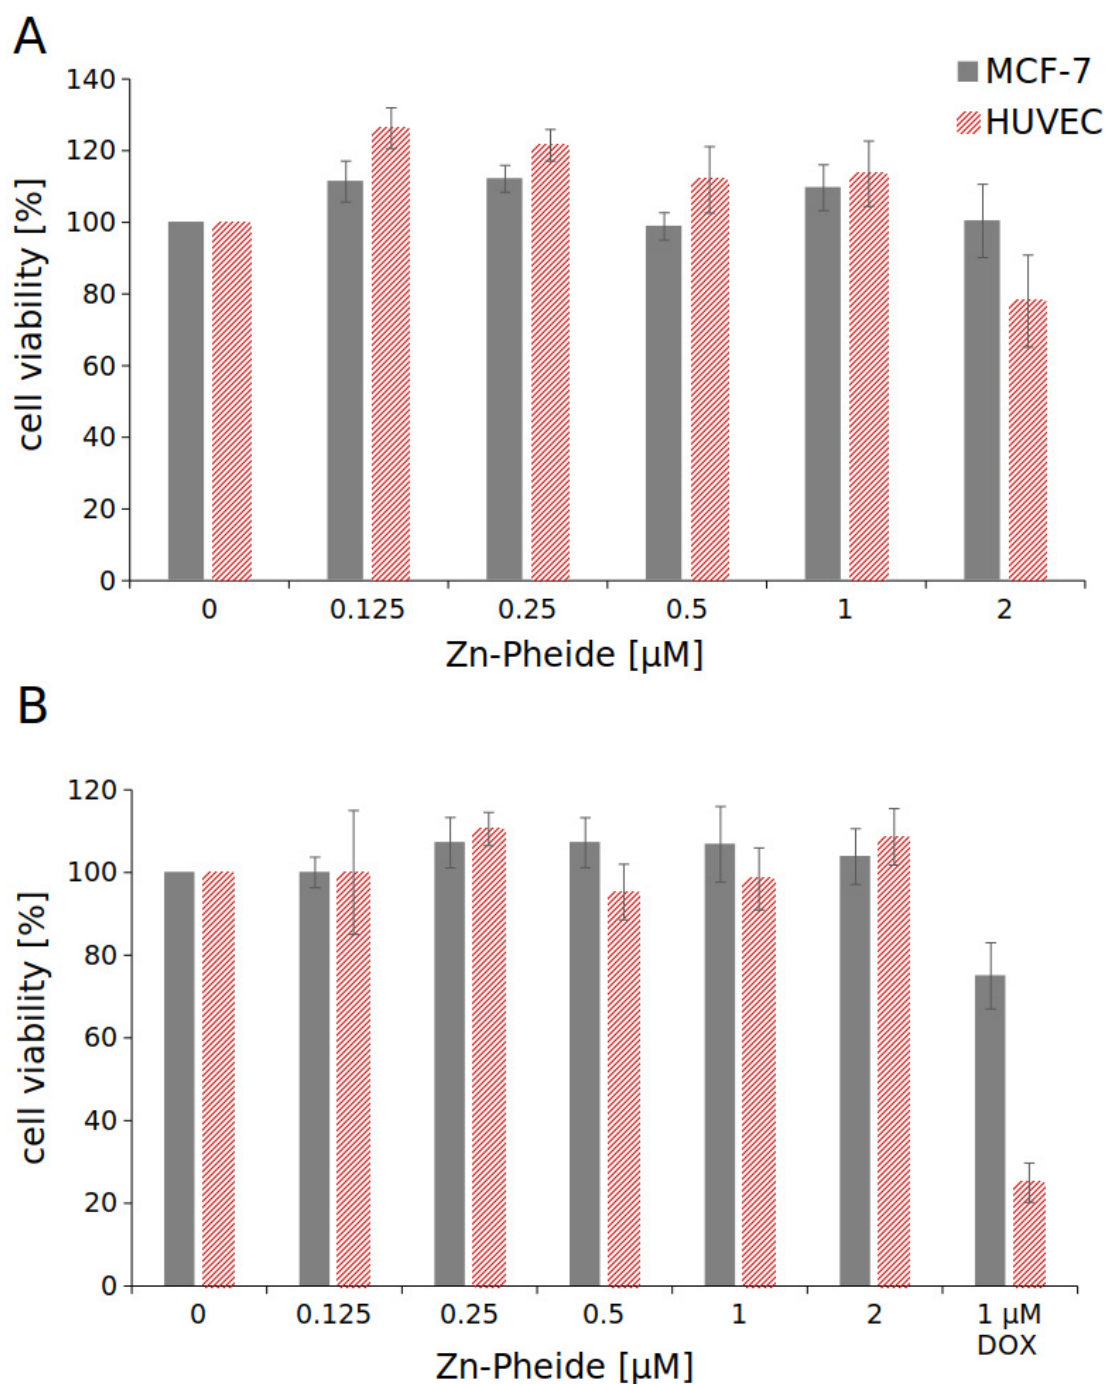 A
MCF-7
HUVEC
140
120
100
80
60
40
20
0
cell viability [%]
0 0.125 0.25 0.5 1 2
Zn-Pheide [µM]
B
120
100
80
60
40
20
0
cell viability [%]
0 0.125 0.25 0.5 1 2 1 µM
DOX
Zn-Pheide [µM]